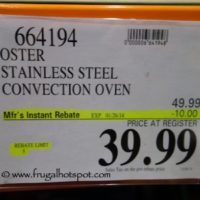 664194
OSTER
STAINLESS STEEL
CONVECTION OVEN
49.99
Mfr's Instant Rebate
-10.00
PRICE AT REGISTER
REBATE LIMIT
39.99
www.frugalhotspot.com